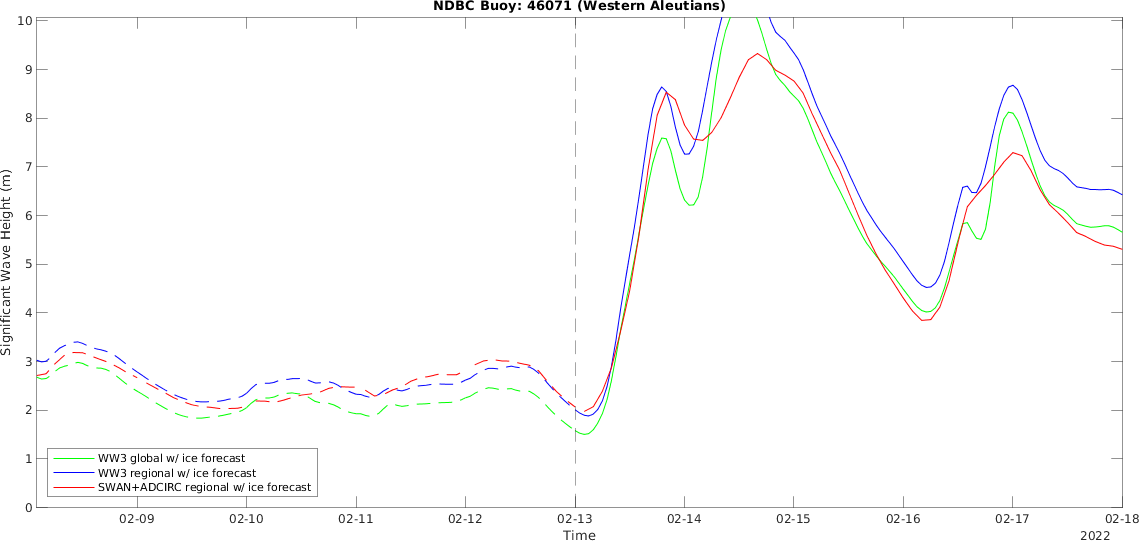 NDBC Buoy: 46071 (Western Aleutians)
Significant Wave Height (m)
10
9
8
7
6
5
4
3
2
1
0
WW3 global w/ ice forecast
WW3 regional w/ ice forecast
SWAN+ADCIRC regional w/ ice forecast
02-09 02-10 02-11 02-12 02-13 02-14 02-15 02-16 02-17 02-18
Time
2022